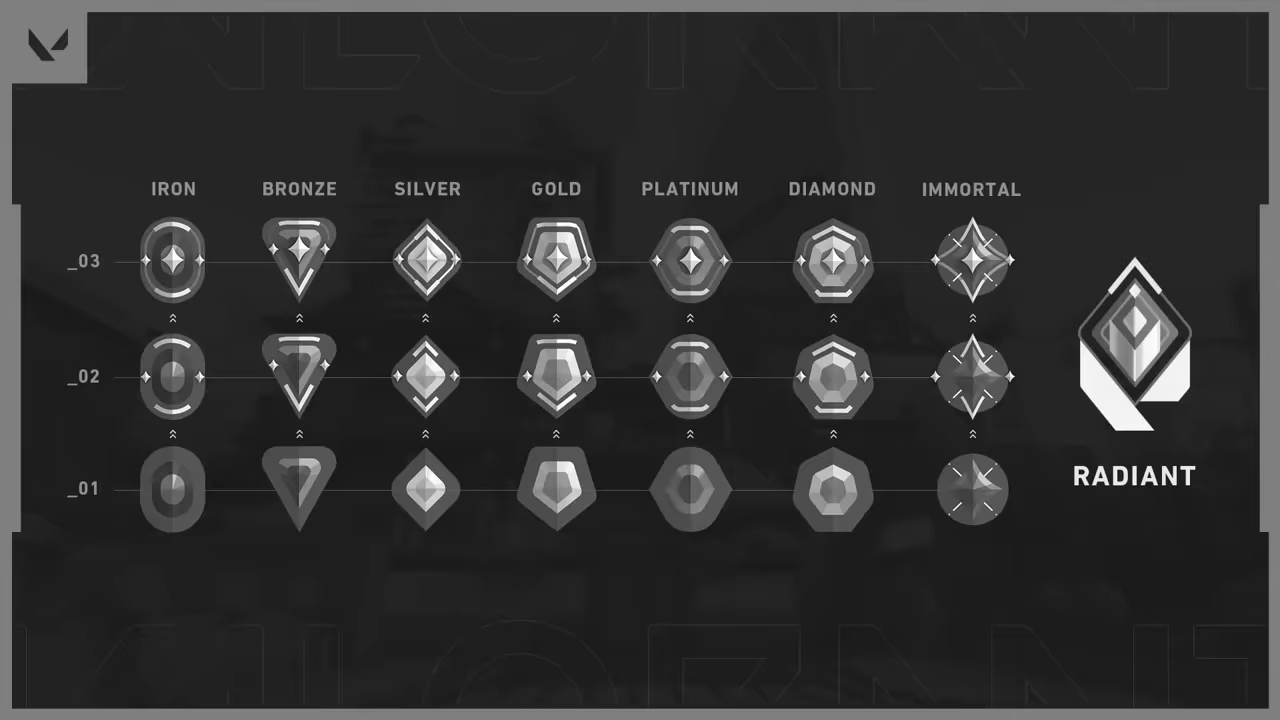 IRON BRONZE SILVER GOLD PLATINUM DIAMOND IMMORTAL
_03
_02
_01
RADIANT